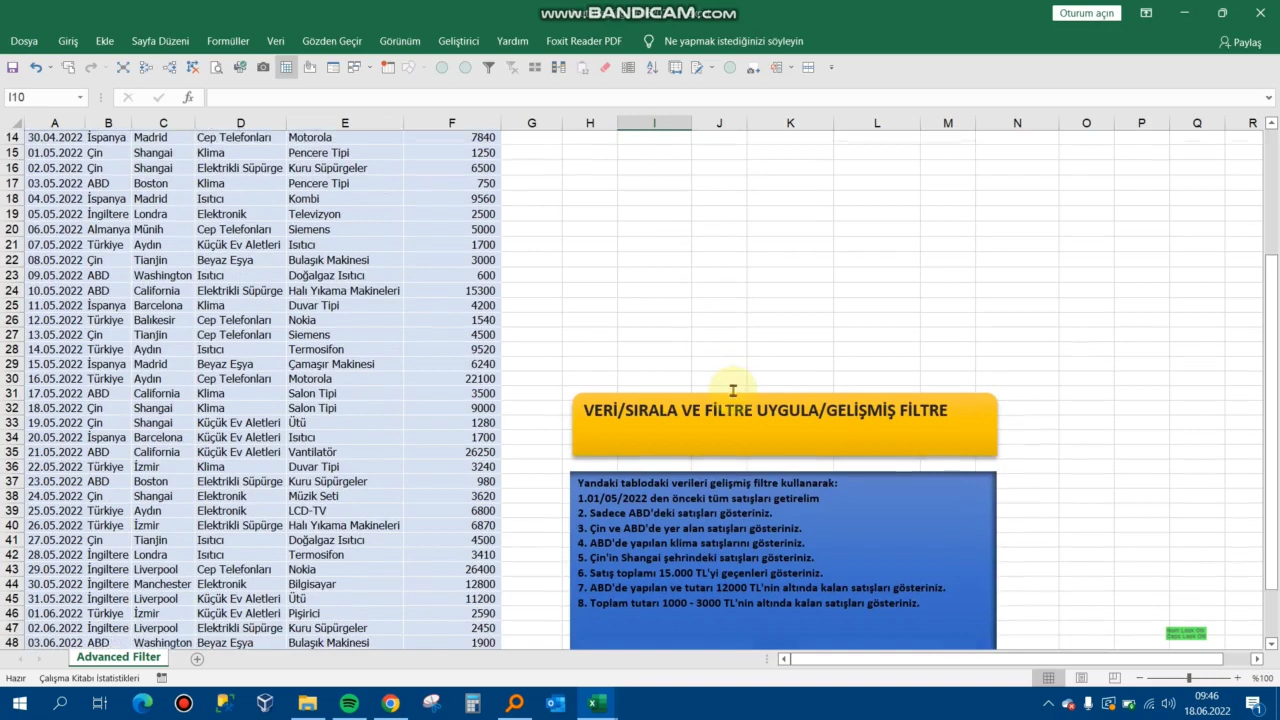 www.BANDICAM.com
Oturum açın
Dosya Giriş Ekle Sayfa Düzeni Formüller Veri Gözden Geçir Görünüm Geliştirici Yardım Foxit Reader PDF Ne yapmak istediğinizi söyleyin Paylaş
I10 fx
A B C D E F G H I J K L M N O P Q R
14 30.04.2022 İspanya Madrid Cep Telefonları Motorola 7840
15 01.05.2022 Çin Shangai Klima Pencere Tipi 1250
16 02.05.2022 Çin Shangai Elektrikli Süpürge Kuru Süpürgeler 6500
17 03.05.2022 ABD Boston Klima Pencere Tipi 750
18 04.05.2022 İspanya Madrid Isıtıcı Kombi 9560
19 05.05.2022 İngiltere Londra Elektronik Televizyon 2500
20 06.05.2022 Almanya Münih Cep Telefonları Siemens 5000
21 07.05.2022 Türkiye Aydın Küçük Ev Aletleri Isıtıcı 1700
22 08.05.2022 Çin Tianjin Beyaz Eşya Bulaşık Makinesi 3000
23 09.05.2022 ABD Washington Isıtıcı Doğalgaz Isıtıcı 600
24 10.05.2022 ABD California Elektrikli Süpürge Halı Yıkama Makineleri 15300
25 11.05.2022 İspanya Barcelona Klima Duvar Tipi 4200
26 12.05.2022 Türkiye Balıkesir Cep Telefonları Nokia 1540
27 13.05.2022 Çin Tianjin Cep Telefonları Siemens 4500
28 14.05.2022 Türkiye Aydın Isıtıcı Termosifon 9520
29 15.05.2022 İspanya Madrid Beyaz Eşya Çamaşır Makinesi 6240
30 16.05.2022 Türkiye Aydın Cep Telefonları Motorola 22100
31 17.05.2022 ABD California Klima Salon Tipi 3500
32 18.05.2022 Çin Shangai Klima Salon Tipi 9000
33 19.05.2022 Çin Shangai Küçük Ev Aletleri Ütü 1280
34 20.05.2022 İspanya Barcelona Küçük Ev Aletleri Isıtıcı 1700
35 21.05.2022 ABD California Küçük Ev Aletleri Vantilatör 26250
36 22.05.2022 Türkiye İzmir Klima Duvar Tipi 3240
37 23.05.2022 ABD Boston Elektrikli Süpürge Kuru Süpürgeler 980
38 24.05.2022 Çin Shangai Elektronik Müzik Seti 3620
39 25.05.2022 Türkiye Aydın Elektronik LCD-TV 6800
40 26.05.2022 Türkiye İzmir Elektrikli Süpürge Halı Yıkama Makineleri 6870
41 27.05.2022 Çin Tianjin Isıtıcı Doğalgaz Isıtıcı 4500
42 28.05.2022 İngiltere Londra Isıtıcı Termosifon 3410
43 29.05.2022 İngiltere Liverpool Cep Telefonları Nokia 26400
44 30.05.2022 İngiltere Manchester Elektronik Bilgisayar 12800
45 31.05.2022 İngiltere Liverpool Küçük Ev Aletleri Ütü 11200
46 01.06.2022 Türkiye İzmir Küçük Ev Aletleri Pişirici 2590
47 02.06.2022 İngiltere Liverpool Elektrikli Süpürge Kuru Süpürgeler 2450
48 03.06.2022 ABD Washington Beyaz Eşya Bulaşık Makinesi 1900
VERİ/SIRALA VE FİLTRE UYGULA/GELİŞMİŞ FİLTRE
Yandaki tablodaki verileri gelişmiş filtre kullanarak:
1.01/05/2022 den önceki tüm satışları getirelim
2. Sadece ABD'deki satışları gösteriniz.
3. Çin ve ABD'de yer alan satışları gösteriniz.
4. ABD'de yapılan klima satışlarını gösteriniz.
5. Çin'in Shangai şehrindeki satışları gösteriniz.
6. Satış toplamı 15.000 TL'yi geçenleri gösteriniz.
7. ABD'de yapılan ve tutarı 12000 TL'nin altında kalan satışları gösteriniz.
8. Toplam tutarı 1000 - 3000 TL'nin altında kalan satışları gösteriniz.
Advanced Filter
Hazır Çalışma Kitabı İstatistikleri %100
09:46
18.06.2022